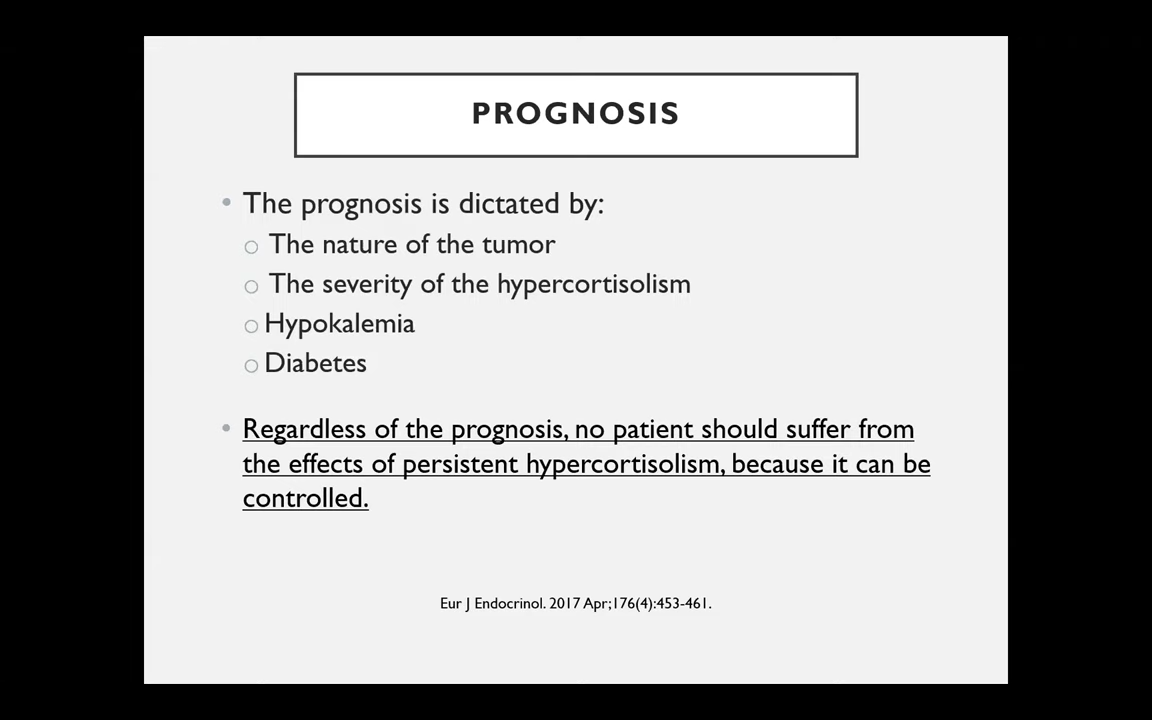 PROGNOSIS
• The prognosis is dictated by:
o The nature of the tumor
o The severity of the hypercortisolism
o Hypokalemia
o Diabetes
• Regardless of the prognosis, no patient should suffer from
the effects of persistent hypercortisolism, because it can be
controlled.
Eur J Endocrinol. 2017 Apr;176(4):453-461.